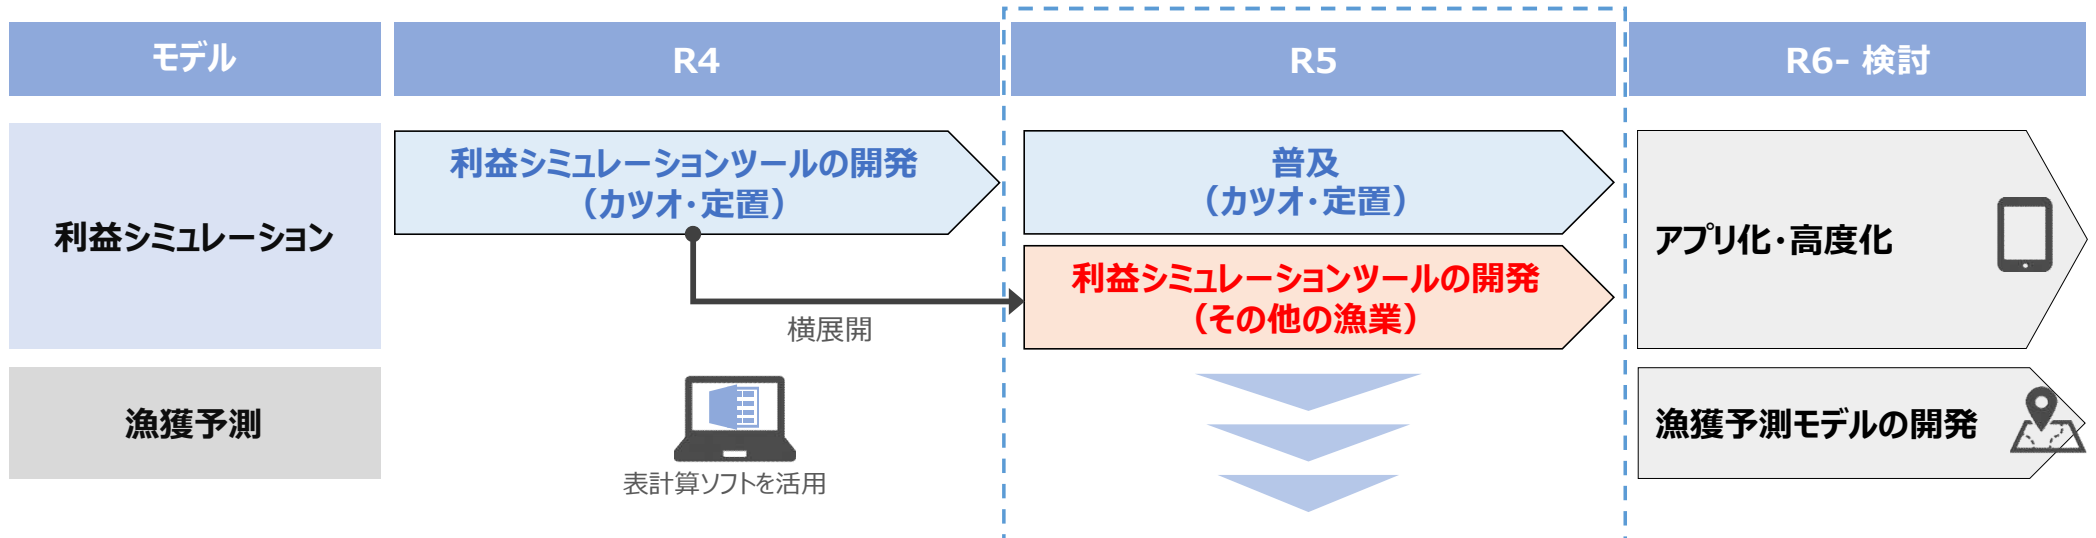 モデル
R4
R5
R6- 検討
利益シミュレーション
利益シミュレーションツールの開発
（カツオ・定置）
普及
（カツオ・定置）
利益シミュレーションツールの開発
（その他の漁業）
横展開
アプリ化・高度化
漁獲予測
表計算ソフトを活用
漁獲予測モデルの開発